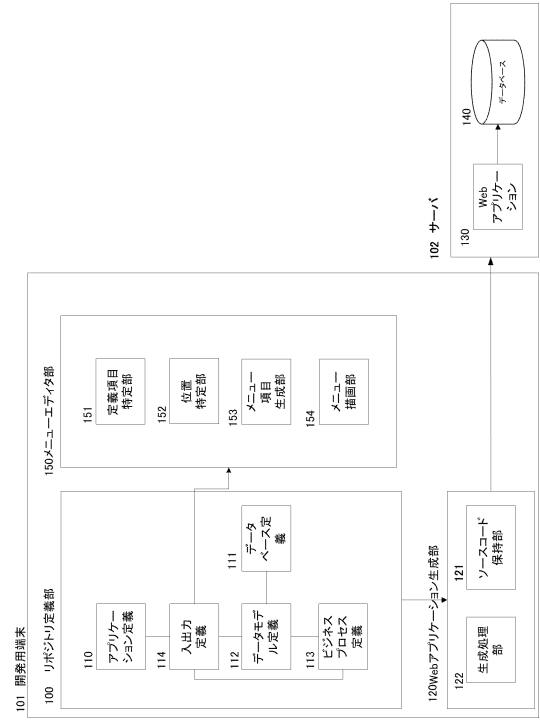 101 開発用端末
100 リポジトリ定義部
110
アプリケー
ション定義
114
入出力
定義
111
データ
ベース定
義
112
データモデ
ル定義
113
ビジネス
プロセス
定義
150メニューエディタ部
151
定義項目
特定部
152
位置
特定部
153
メニュー
項目
生成部
154
メニュー
描画部
120Webアプリケーション生成部
122
生成処理
部
121
ソースコード
保持部
102 サーバ
130
Web
アプリケー
ション
140
データベース